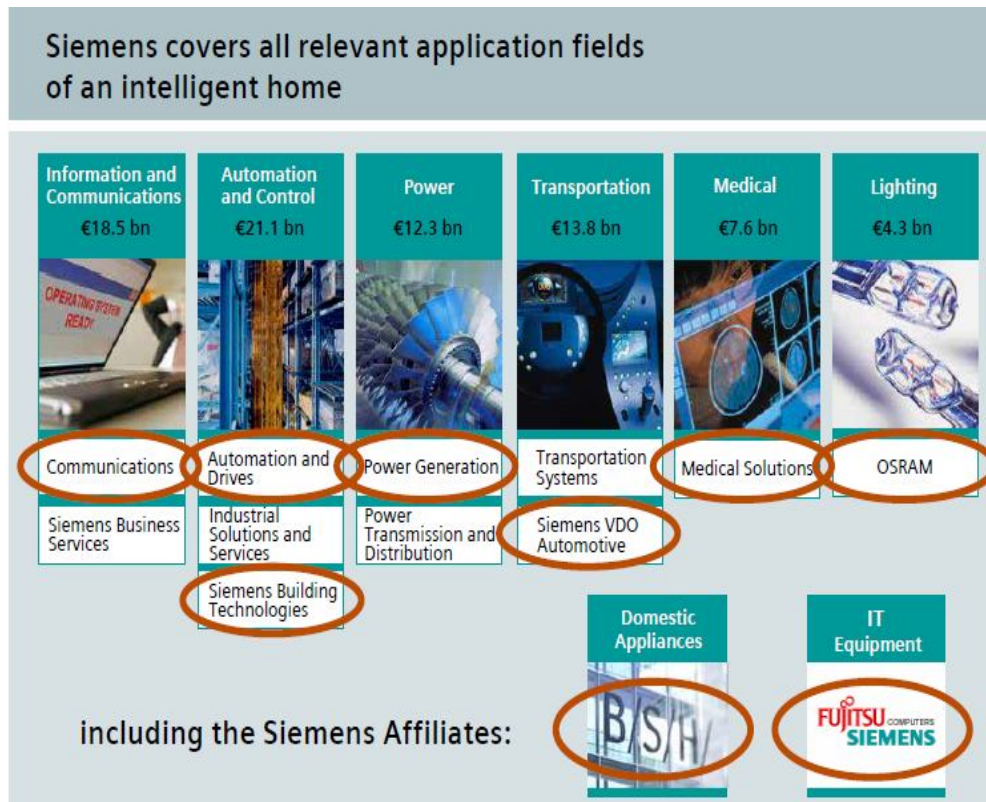 Siemens covers all relevant application fields
of an intelligent home
Information and
Communications
€18.5 bn
Automation
and Control
€21.1 bn
Power
€12.3 bn
Transportation
€13.8 bn
Medical
€7.6 bn
Lighting
€4.3 bn
OPERATING SYSTEM
READY
Communications
Automation and
Drives
Power Generation
Transportation
Systems
Medical Solutions
OSRAM
Siemens Business
Services
Industrial
Solutions and
Services
Power
Transmission and
Distribution
Siemens VDO
Automotive
Siemens Building
Technologies
Domestic
Appliances
IT
Equipment
including the Siemens Affiliates:
B/S/H/
FUJITSU COMPUTERS
SIEMENS